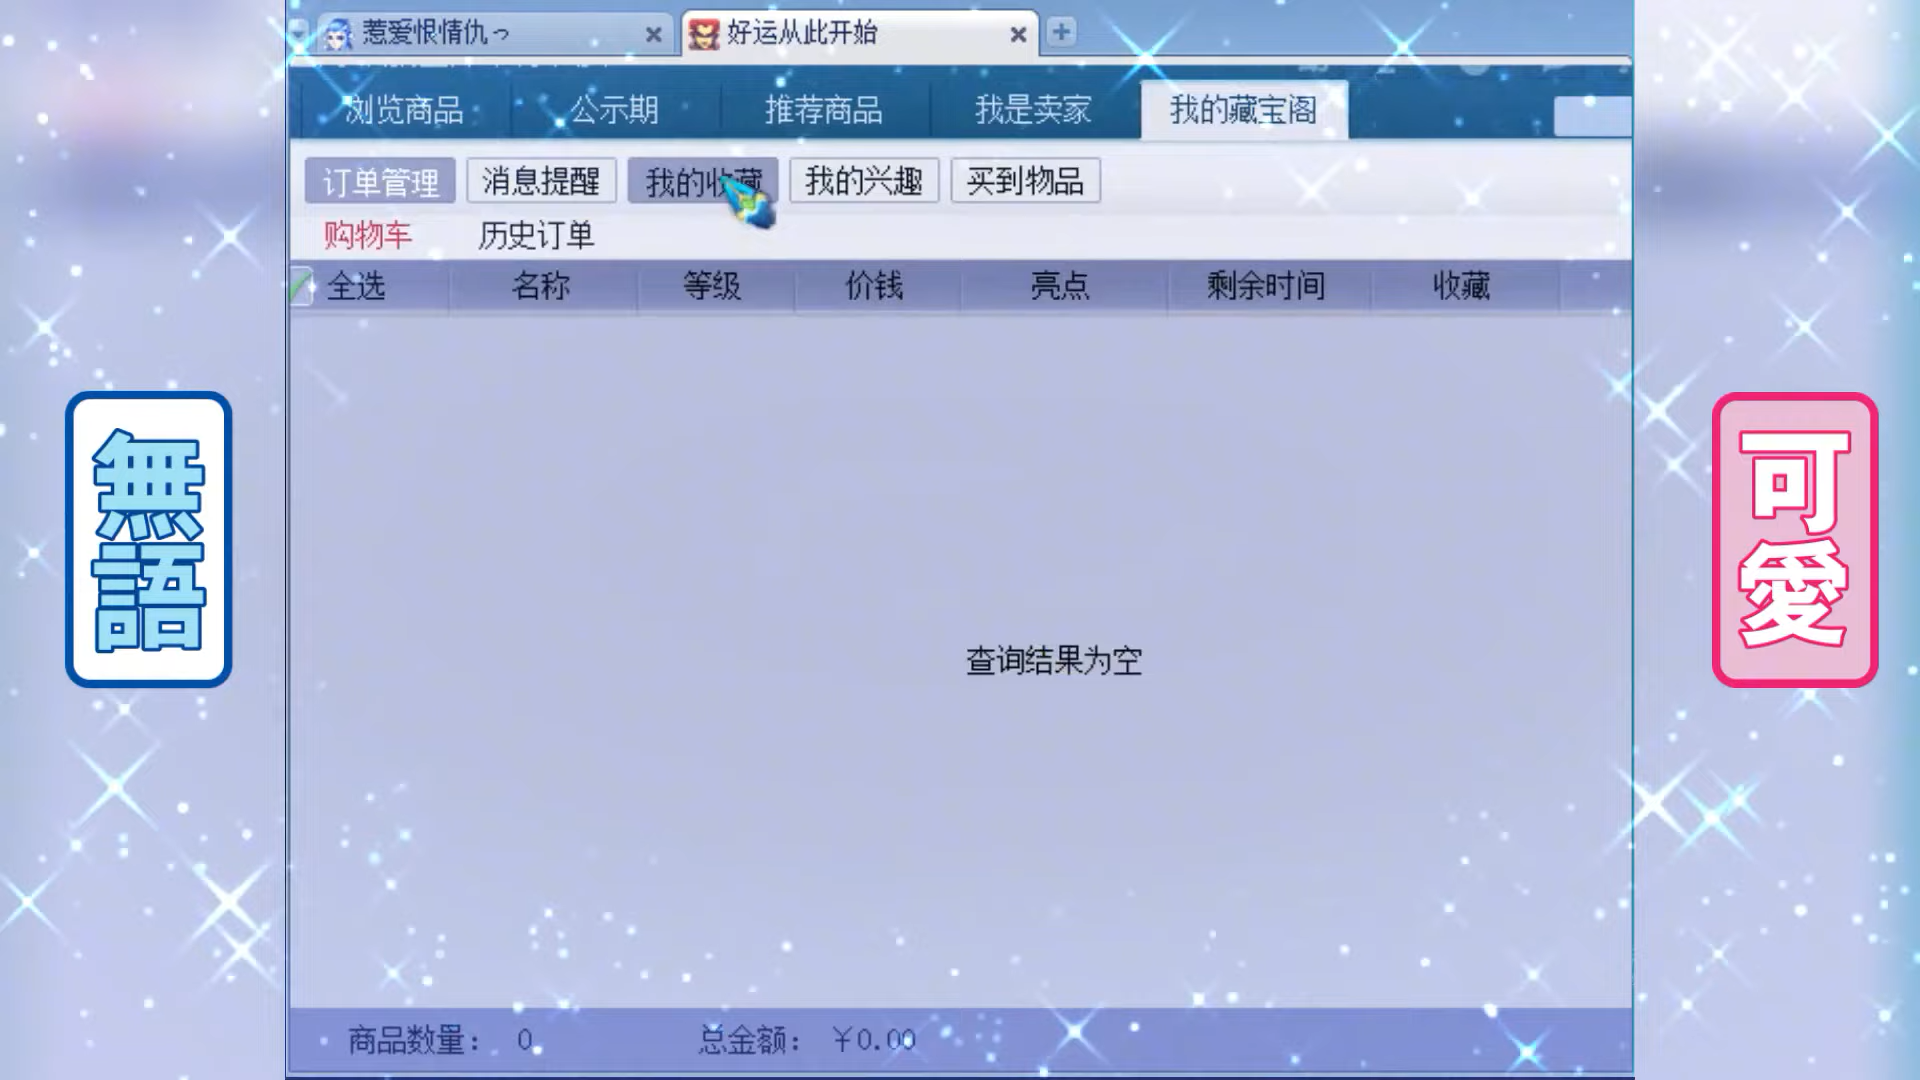 惹爱恨情仇っ
好运从此开始
浏览商品 公示期 推荐商品 我是卖家 我的藏宝阁
订单管理 消息提醒 我的收藏 我的兴趣 买到物品
购物车 历史订单
全选 名称 等级 价钱 亮点 剩余时间 收藏
無語
可愛
查询结果为空
商品数量： 0 总金额： ￥0.00